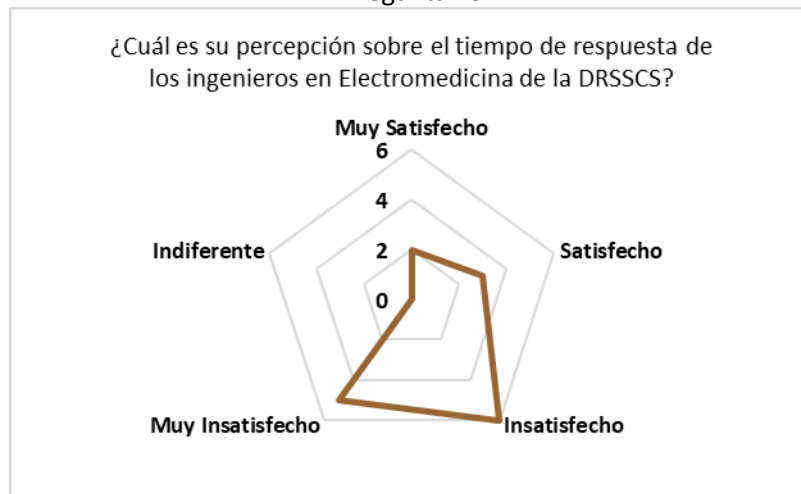 ¿Cuál es su percepción sobre el tiempo de respuesta de
los ingenieros en Electromedicina de la DRSSCS?
Muy Satisfecho
6
4
2
0
Indiferente
Satisfecho
Muy Insatisfecho
Insatisfecho